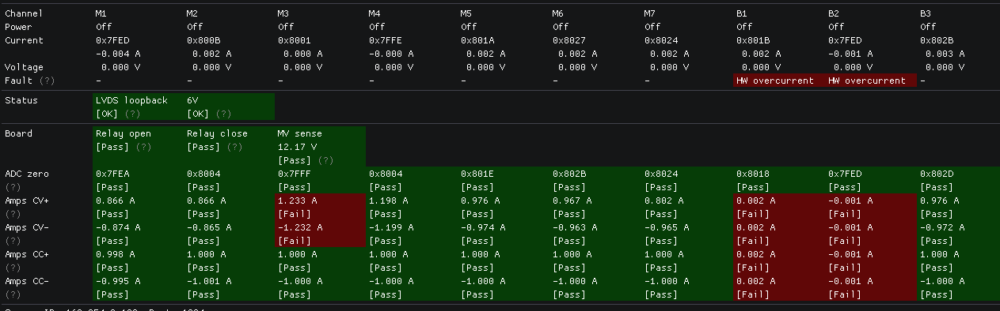 Channel M1 M2 M3 M4 M5 M6 M7 B1 B2 B3
Power Off Off Off Off Off Off Off Off Off Off
Current 0x7FED 0x800B 0x8001 0x7FFE 0x801A 0x8027 0x8024 0x801B 0x7FED 0x802B
-0.004 A 0.002 A 0.000 A -0.000 A 0.002 A 0.002 A 0.002 A 0.002 A -0.001 A 0.003 A
Voltage 0.000 V 0.000 V 0.000 V 0.000 V 0.000 V 0.000 V 0.000 V 0.000 V 0.000 V 0.000 V
Fault (?) - - - - - - - HW overcurrent HW overcurrent -
Status LVDS loopback 6V
[OK] (?) [OK] (?)
Board Relay open Relay close MV sense
[Pass] (?) [Pass] (?) 12.17 V
[Pass] (?)
ADC zero 0x7FEA 0x8004 0x7FFF 0x8004 0x801E 0x802B 0x8024 0x8018 0x7FED 0x802D
(?) [Pass] [Pass] [Pass] [Pass] [Pass] [Pass] [Pass] [Pass] [Pass] [Pass]
Amps CV+ 0.866 A 0.866 A 1.233 A 1.198 A 0.976 A 0.967 A 0.802 A 0.002 A -0.001 A 0.976 A
(?) [Pass] [Pass] [Fail] [Pass] [Pass] [Pass] [Pass] [Fail] [Fail] [Pass]
Amps CV- -0.874 A -0.865 A -1.232 A -1.199 A -0.974 A -0.963 A -0.965 A 0.002 A -0.001 A -0.972 A
(?) [Pass] [Pass] [Fail] [Pass] [Pass] [Pass] [Pass] [Fail] [Fail] [Pass]
Amps CC+ 0.998 A 1.000 A 1.000 A 1.000 A 1.000 A 1.000 A 1.000 A 0.002 A -0.001 A 1.000 A
(?) [Pass] [Pass] [Pass] [Pass] [Pass] [Pass] [Pass] [Fail] [Fail] [Pass]
Amps CC- -0.995 A -1.001 A -1.000 A -1.000 A -1.000 A -1.000 A -1.000 A 0.002 A -0.001 A -1.000 A
(?) [Pass] [Pass] [Pass] [Pass] [Pass] [Pass] [Pass] [Fail] [Fail] [Pass]